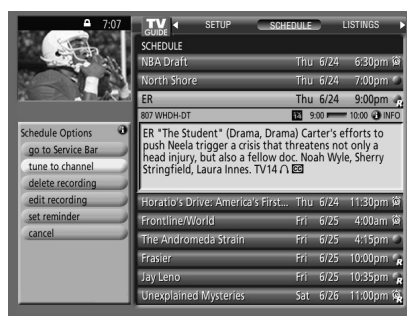 7:07
TV GUIDE SETUP SCHEDULE LISTINGS
SCHEDULE
NBA Draft Thu 6/24 6:30pm
North Shore Thu 6/24 7:00pm
ER Thu 6/24 9:00pm R
807 WHDH-DT 14 9:00 10:00 INFO
ER "The Student" (Drama, Drama) Carter's efforts to
push Neela trigger a crisis that threatens not only a
head injury, but also a fellow doc. Noah Wyle, Sherry
Stringfield, Laura Innes. TV14 CC
Schedule Options
go to Service Bar
tune to channel
delete recording
edit recording
set reminder
cancel
Horatio's Drive: America's First... Thu 6/24 11:30pm
Frontline/World Fri 6/25 4:00am
The Andromeda Strain Fri 6/25 4:15pm
Frasier Fri 6/25 10:00pm R
Jay Leno Fri 6/25 10:35pm R
Unexplained Mysteries Sat 6/26 11:00pm R